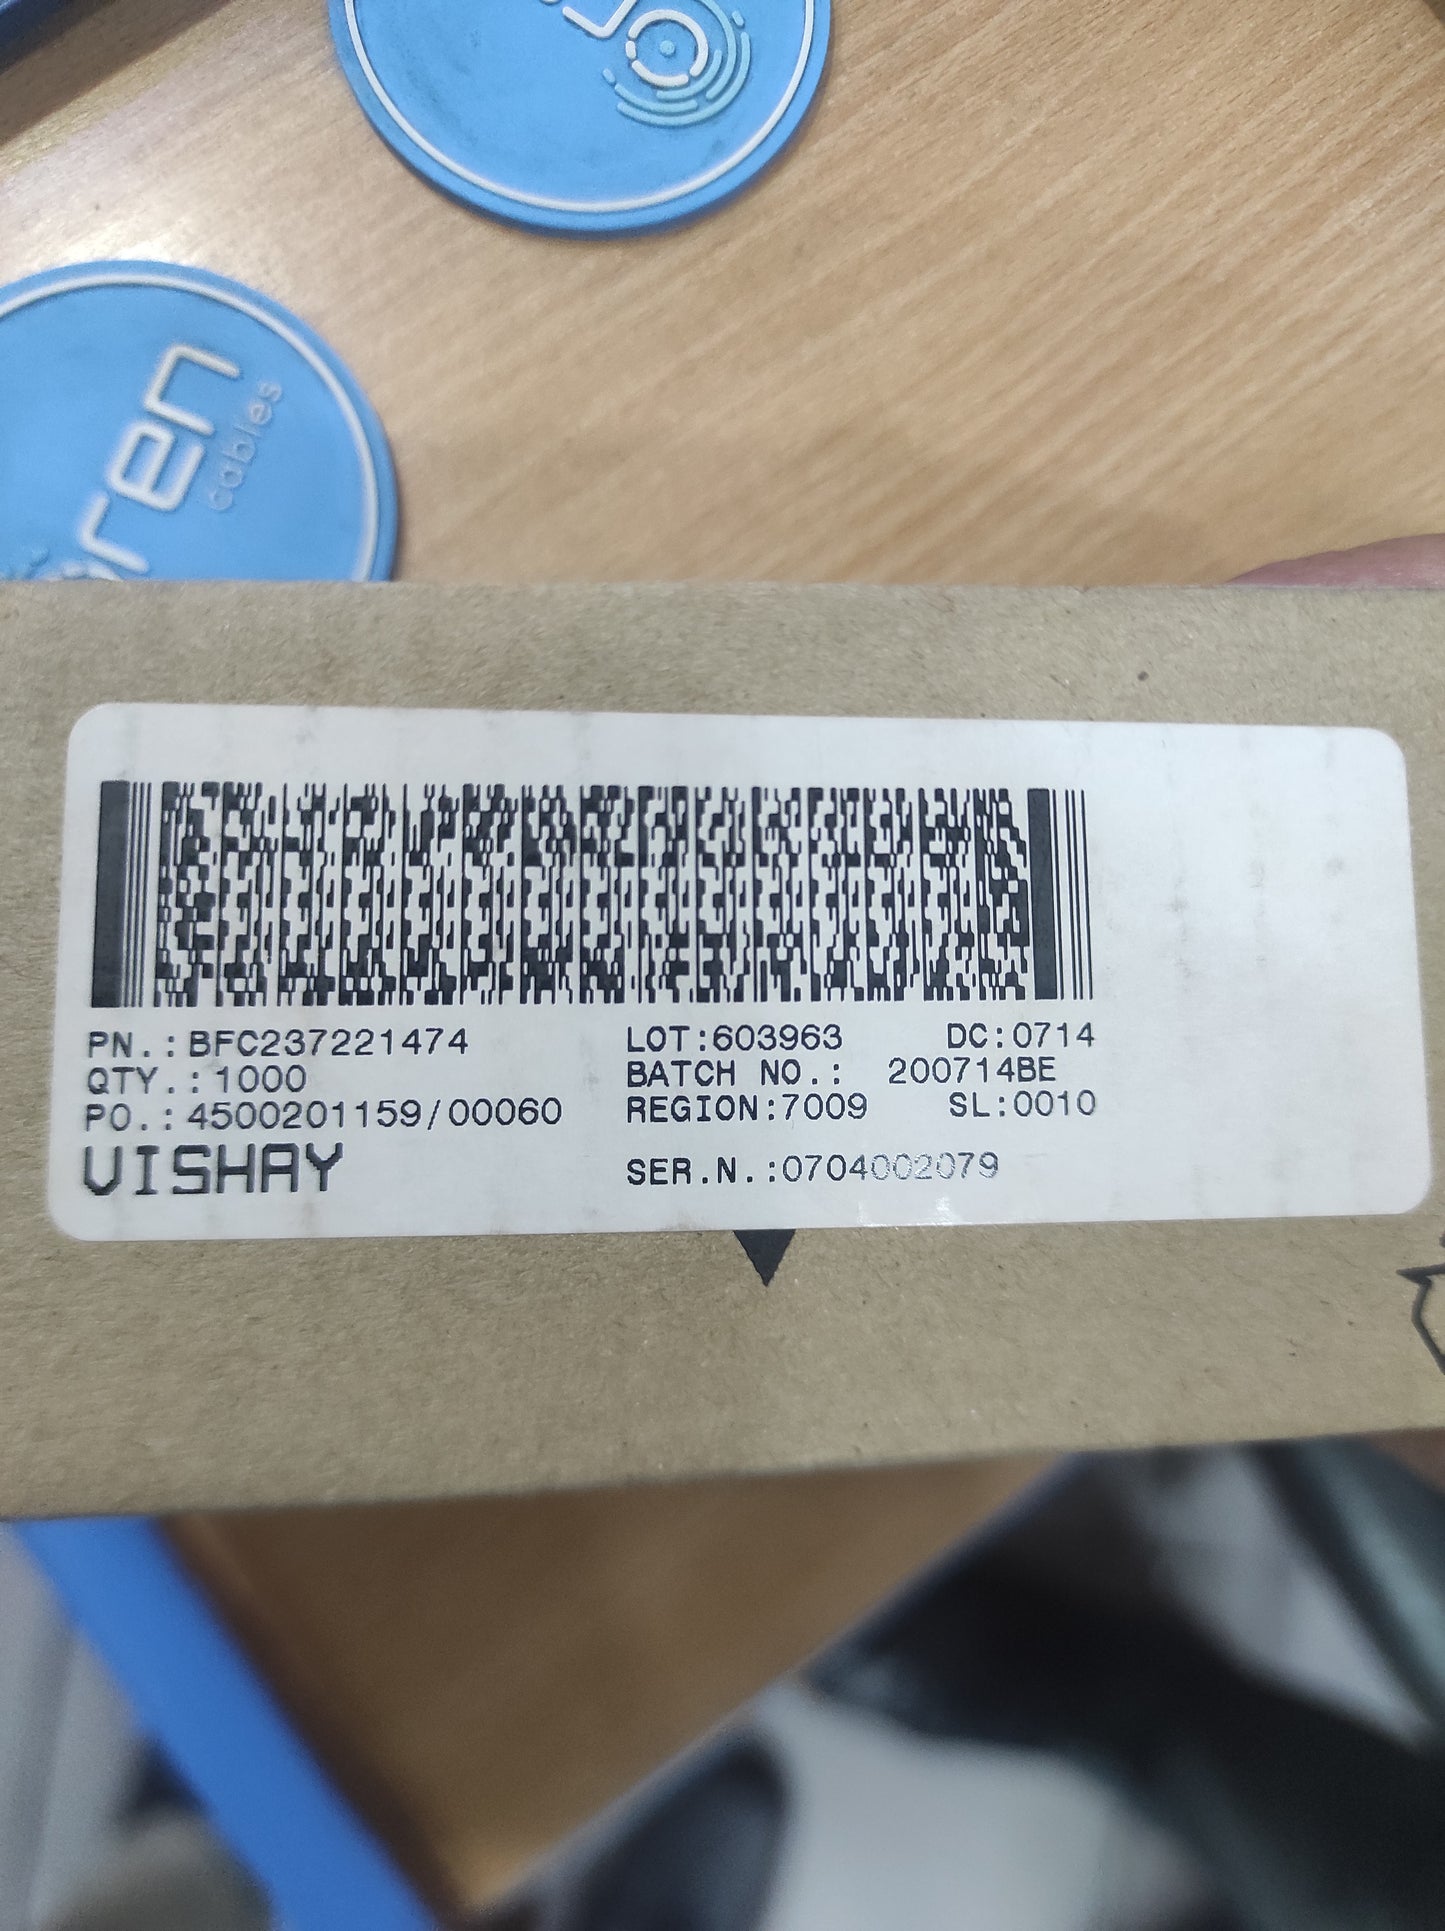 ren
cables
PN.:BFC237221474 LOT:603963 DC:0714
QTY.:1000 BATCH NO.: 200714BE
PO.:4500201159/00060 REGION:7009 SL:0010
VISHAY SER.N.:0704002079